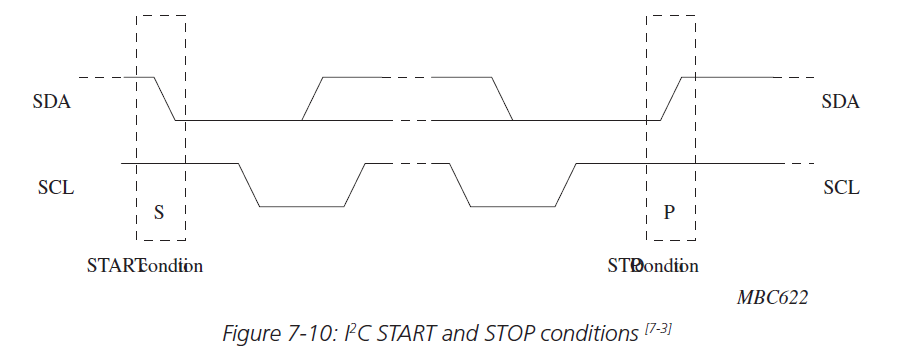 SDA SDA
SCL SCL
S P
START condition STOP condition
MBC622
Figure 7-10: I²C START and STOP conditions [7-3]